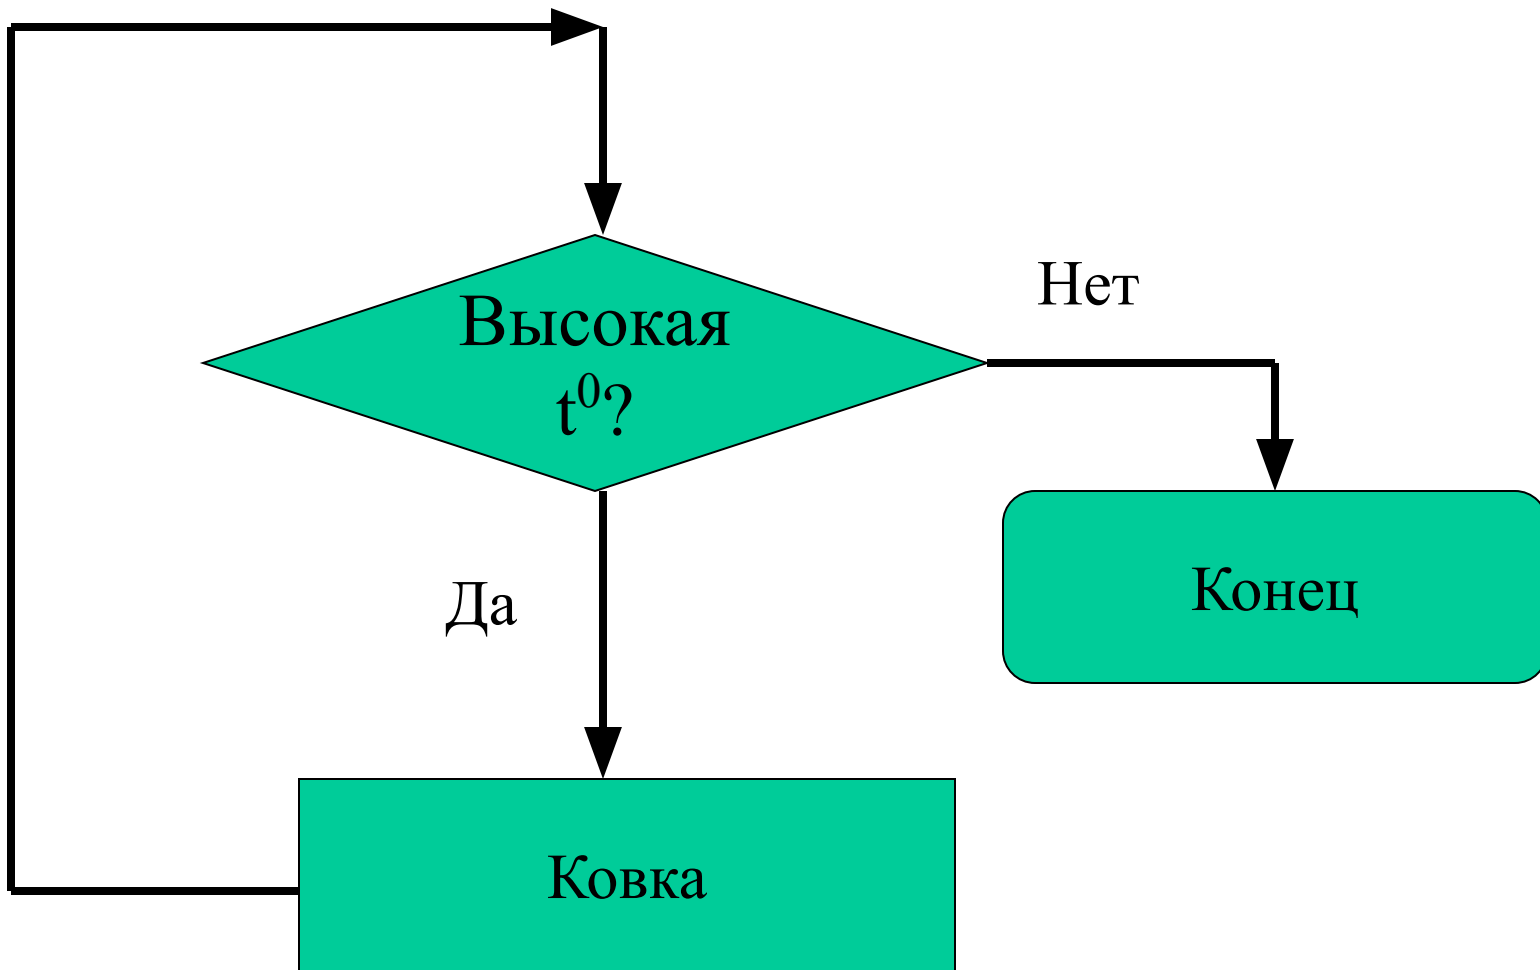 Высокая
t⁰?
Нет
Да
Конец
Ковка